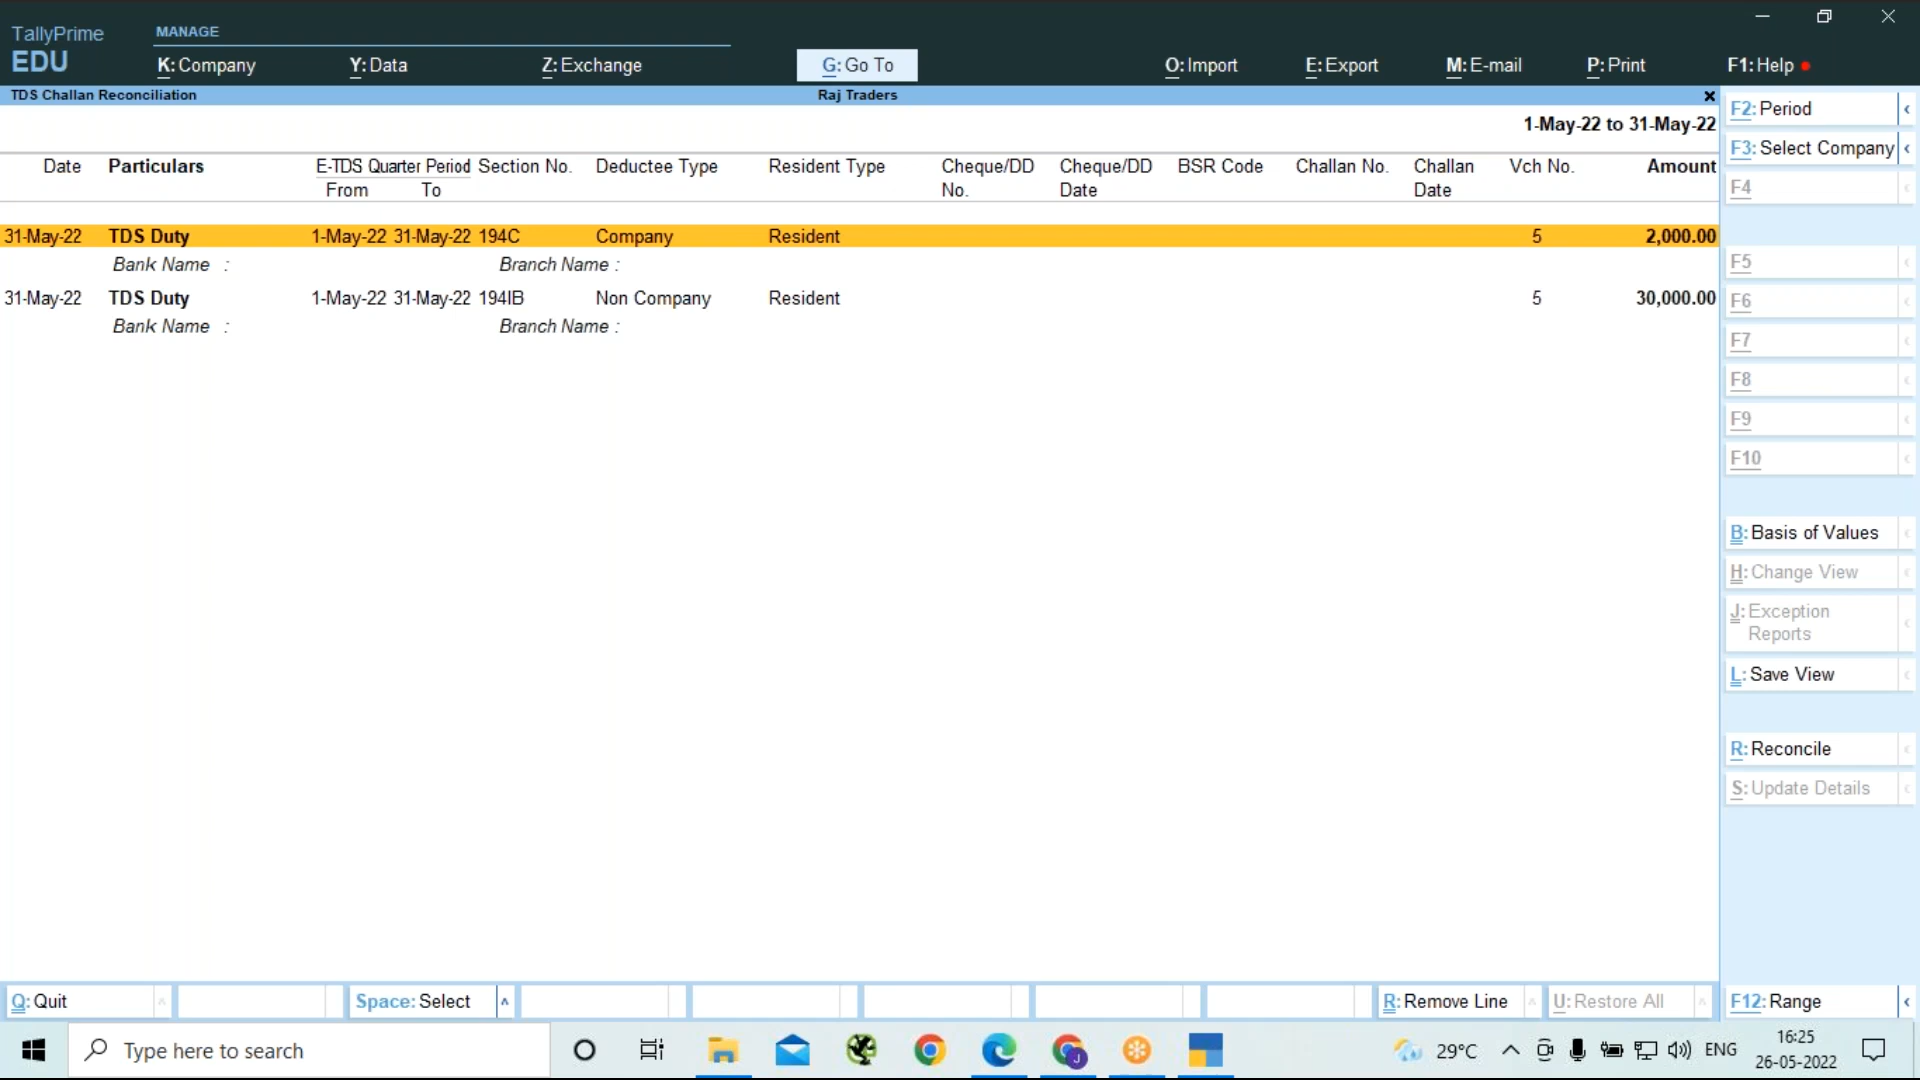 TallyPrime
EDU
MANAGE
K: Company Y: Data Z: Exchange G: Go To O: Import E: Export M: E-mail P: Print F1: Help
TDS Challan Reconciliation Raj Traders
1-May-22 to 31-May-22
Date Particulars E-TDS Quarter Period Section No. Deductee Type Resident Type Cheque/DD Cheque/DD BSR Code Challan No. Challan Vch No. Amount
From To No. Date Date
31-May-22 TDS Duty 1-May-22 31-May-22 194C Company Resident 5 2,000.00
Bank Name : Branch Name :
31-May-22 TDS Duty 1-May-22 31-May-22 194IB Non Company Resident 5 30,000.00
Bank Name : Branch Name :
F2: Period
F3: Select Company
F4
F5
F6
F7
F8
F9
F10
B: Basis of Values
H: Change View
J: Exception
Reports
L: Save View
R: Reconcile
S: Update Details
Q: Quit Space: Select R: Remove Line U: Restore All F12: Range
Type here to search 29°C ENG 16:25
26-05-2022